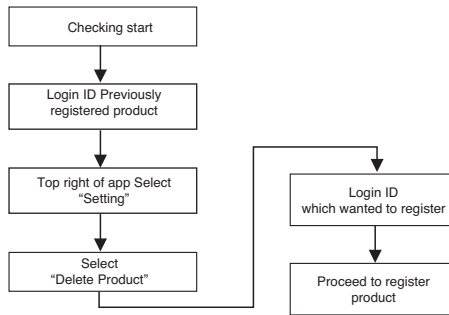 Checking start
Login ID Previously
registered product
Top right of app Select
“Setting”
Select
“Delete Product”
Login ID
which wanted to register
Proceed to register
product